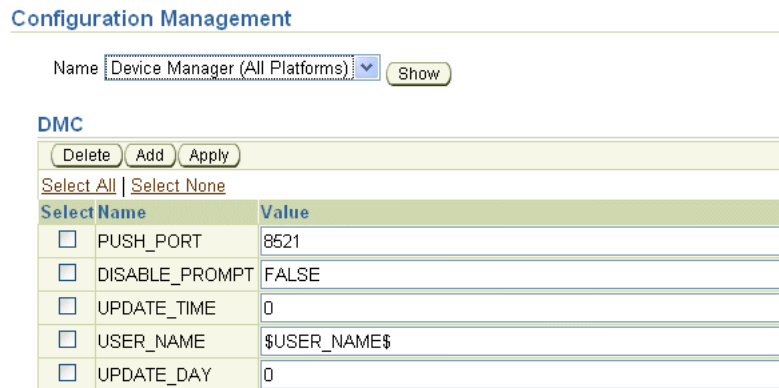 Configuration Management
Name Device Manager (All Platforms) Show
DMC
Delete Add Apply
Select All | Select None
Select Name Value
PUSH_PORT 8521
DISABLE_PROMPT FALSE
UPDATE_TIME 0
USER_NAME $USER_NAME$
UPDATE_DAY 0